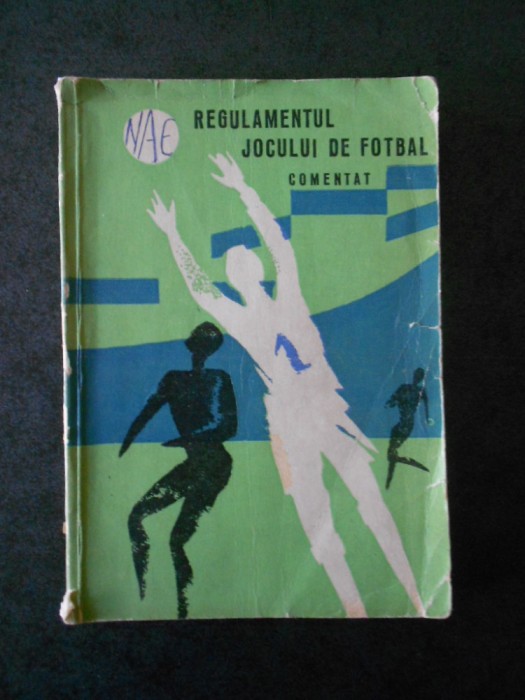 NAE
REGULAMENTUL
JOCULUI DE FOTBAL
COMENTAT